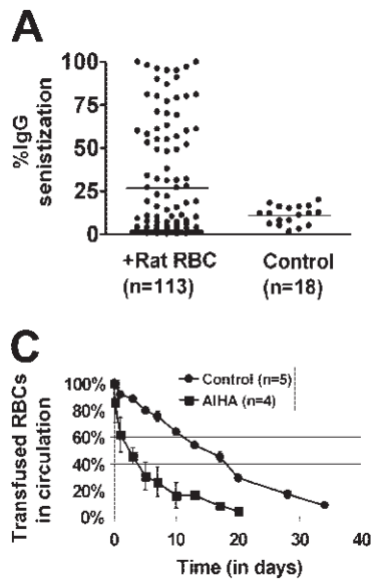 A
%IgG
senistization
100
75
50
25
0
+Rat RBC
(n=113)
Control
(n=18)
C
Transfused RBCs
in circulation
100%
80%
60%
40%
20%
0%
Control (n=5)
AIHA (n=4)
0
10
20
30
40
Time (in days)